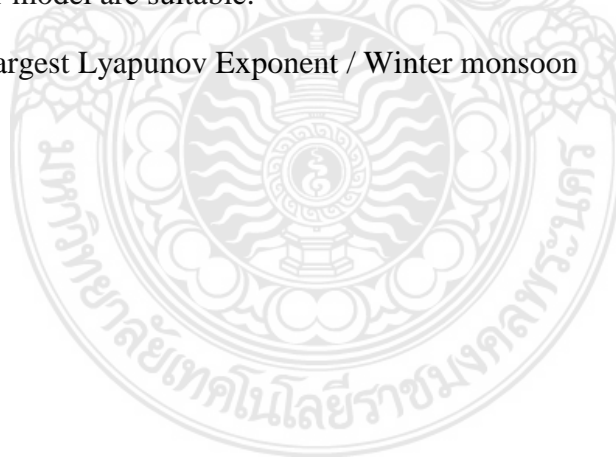 model are suitable.
argest Lyapunov Exponent / Winter monsoon
มหาวิทยาลัยเทคโนโลยีราชมงคลพระนคร